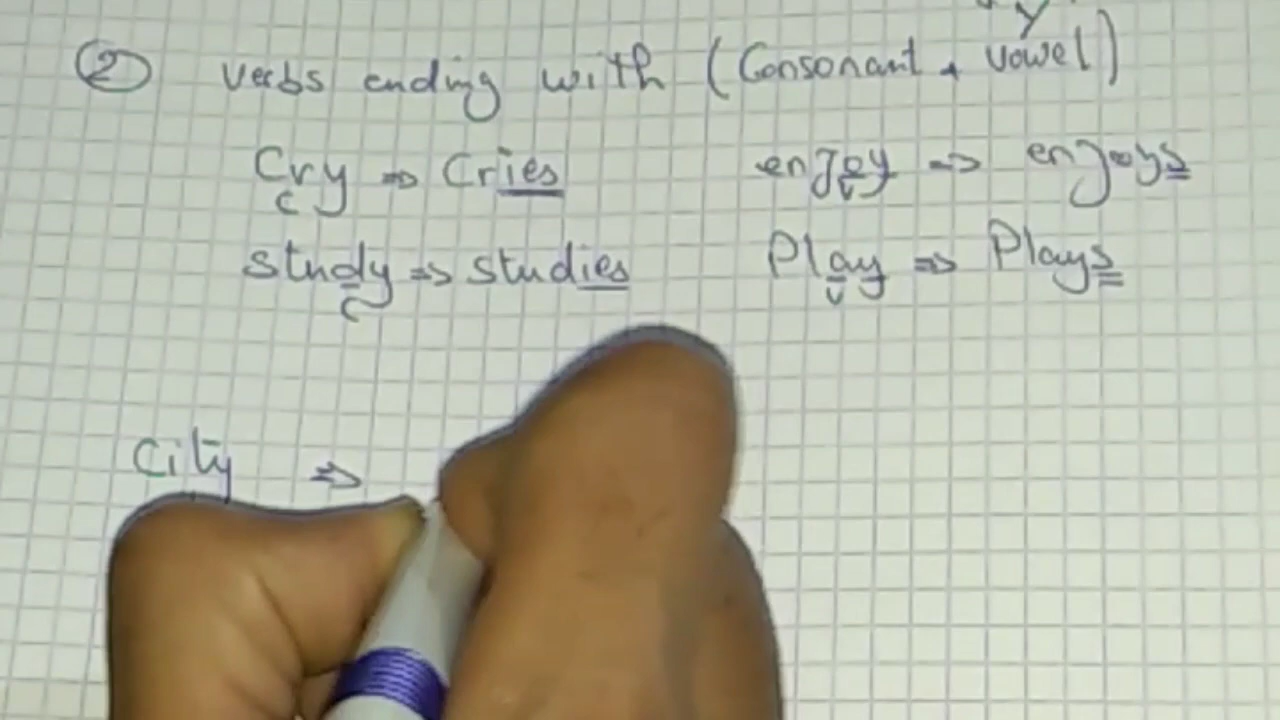 y
② Verbs ending with (Consonant + Vowel)
Cry ⇒ Cries enjoy ⇒ enjoys
C V
study ⇒ studies Play ⇒ Plays
C V
City ⇒